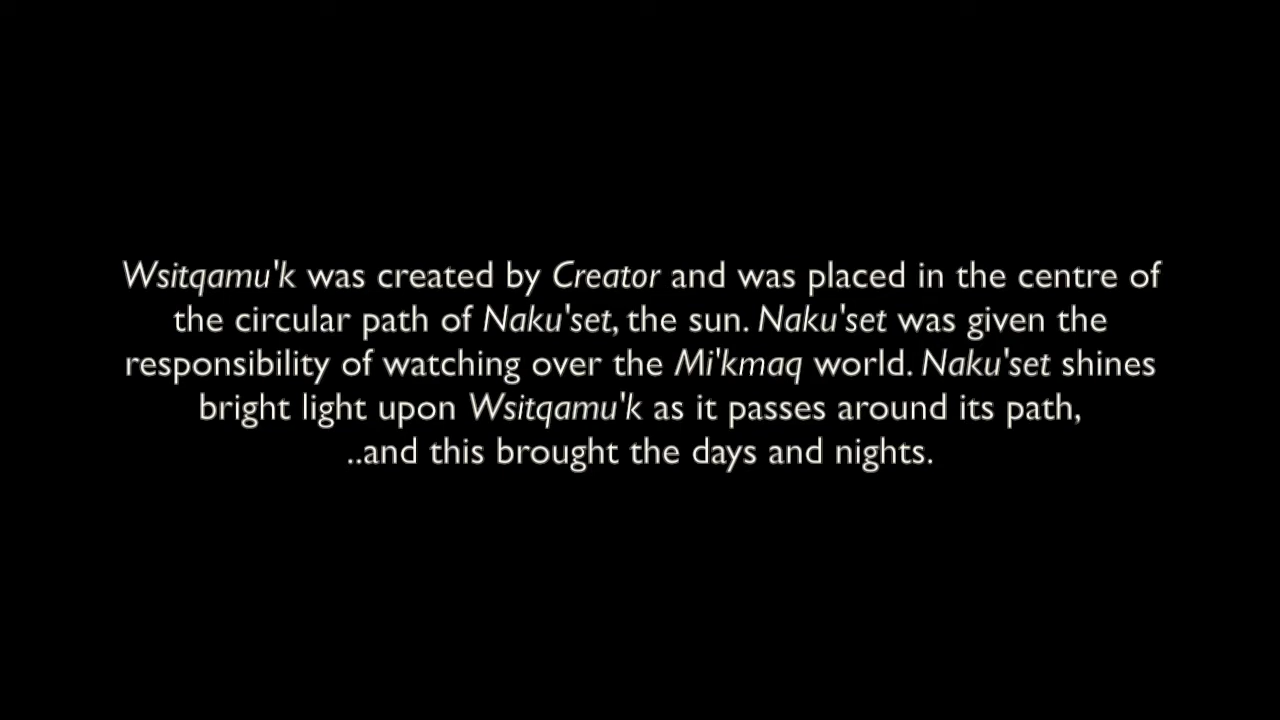 Wsitqamu'k was created by Creator and was placed in the centre of
the circular path of Naku'set, the sun. Naku'set was given the
responsibility of watching over the Mi'kmaq world. Naku'set shines
bright light upon Wsitqamu'k as it passes around its path,
..and this brought the days and nights.